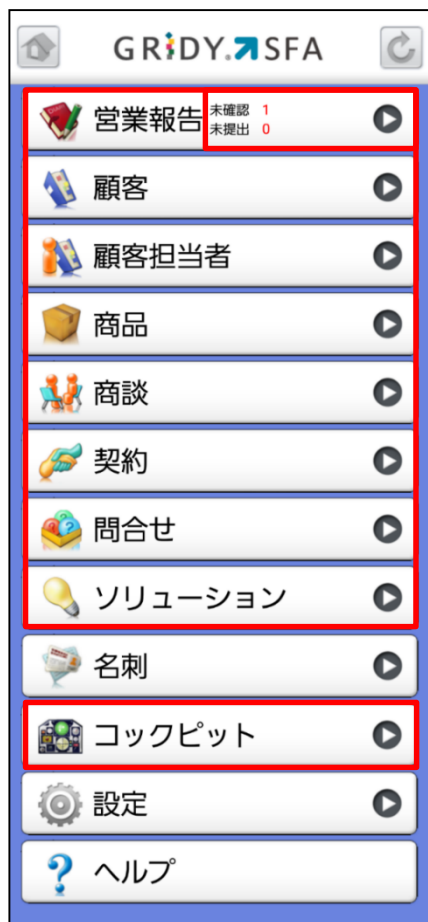 GRiDY.SFA
営業報告
未確認 1
未提出 0
顧客
顧客担当者
商品
商談
契約
問合せ
ソリューション
名刺
コックピット
設定
ヘルプ